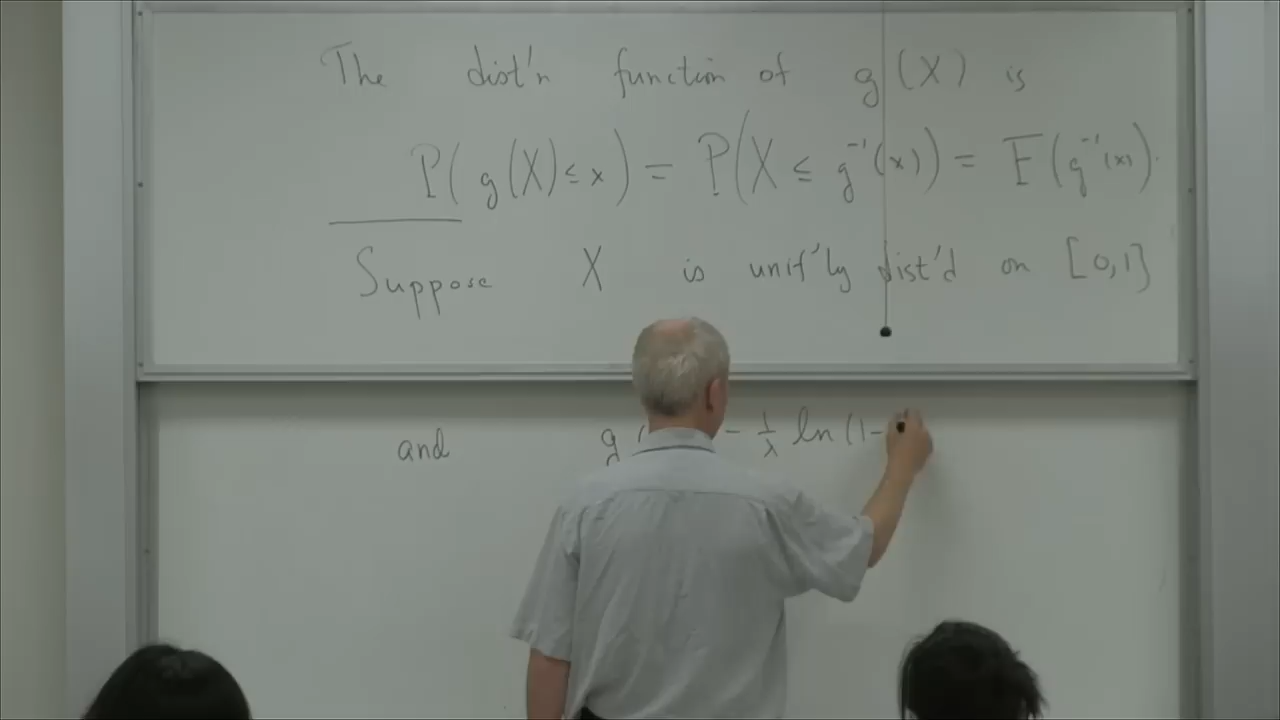 The dist'n function of g(X) is
P(g(X) ≤ x) = P(X ≤ g⁻¹(x)) = F(g⁻¹(x)).
Suppose X is unif'ly dist'd on [0,1]
and g( - 1/λ ln(1-